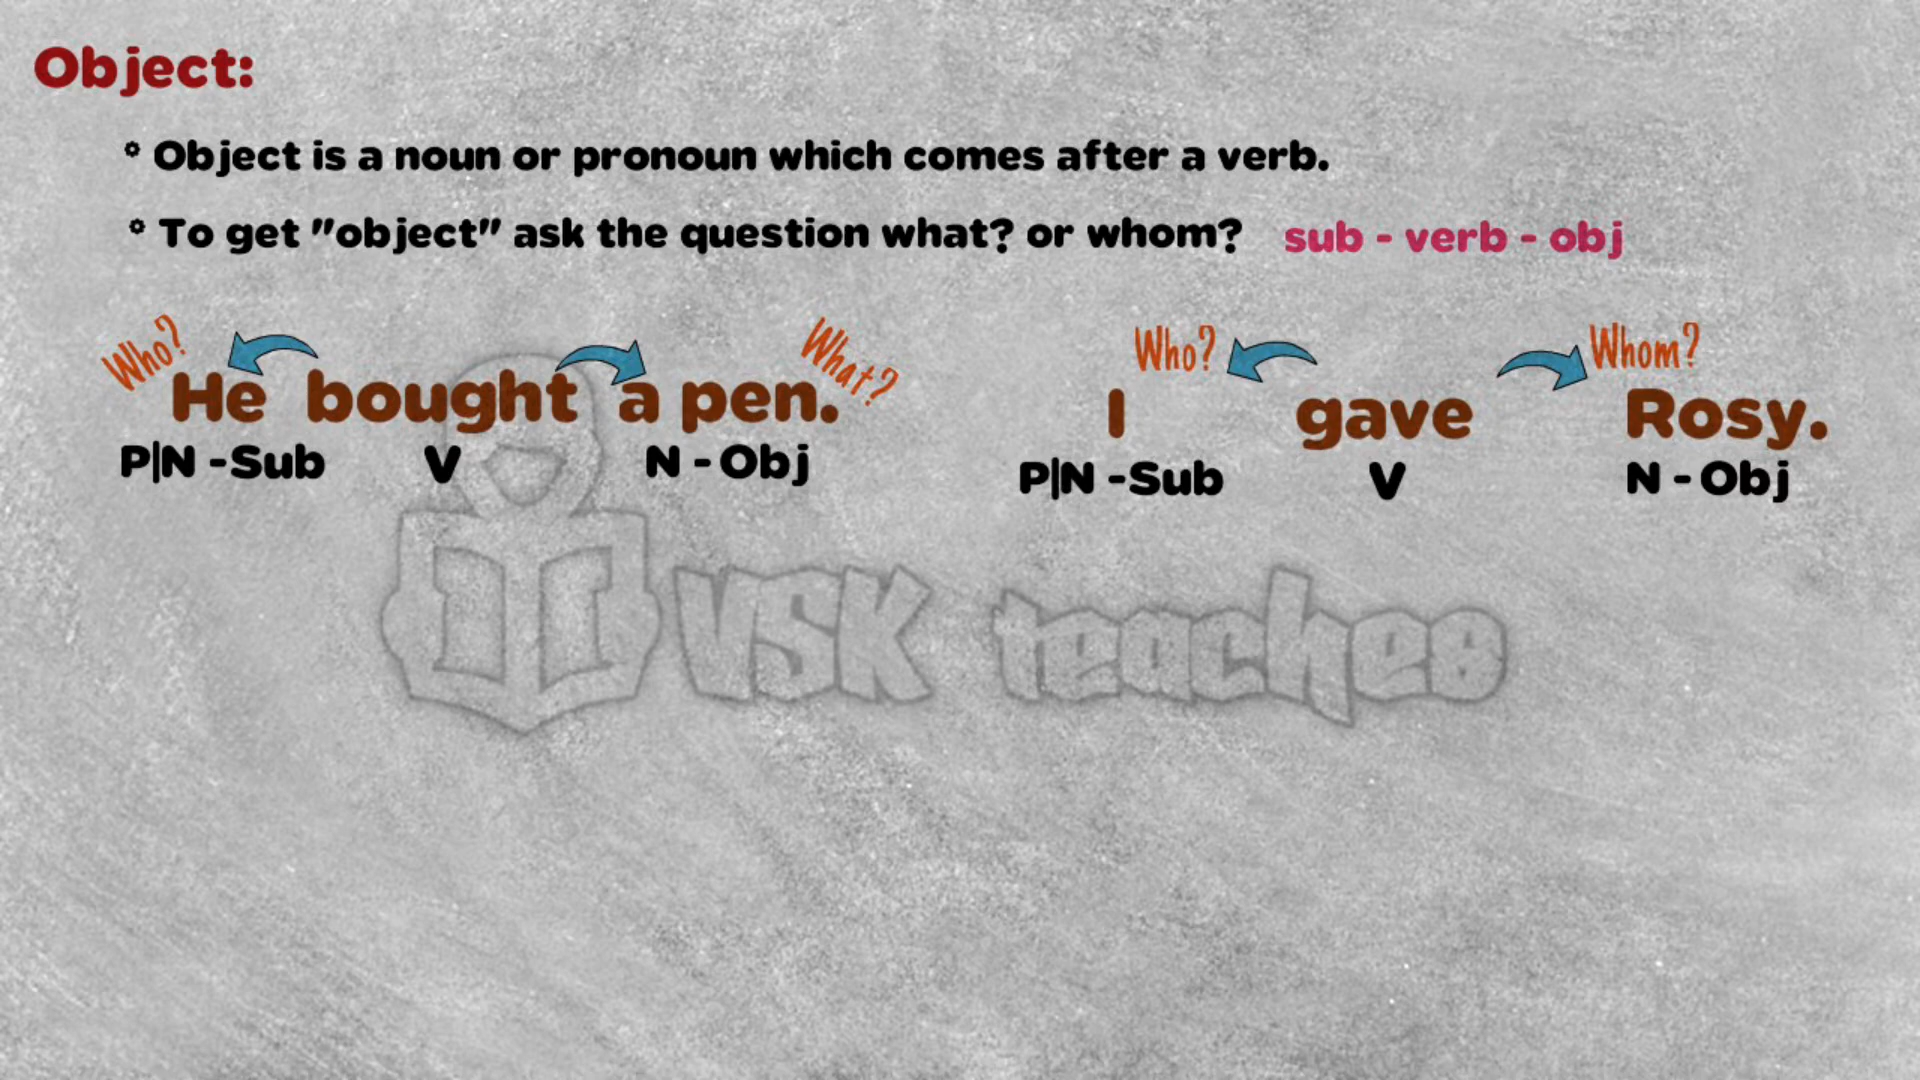 Object:
* Object is a noun or pronoun which comes after a verb.
* To get "object" ask the question what? or whom? sub - verb - obj
Who? What?
He bought a pen.
P|N -Sub V N - Obj
Who? Whom?
I gave Rosy.
P|N -Sub V N - Obj
VSK teaches